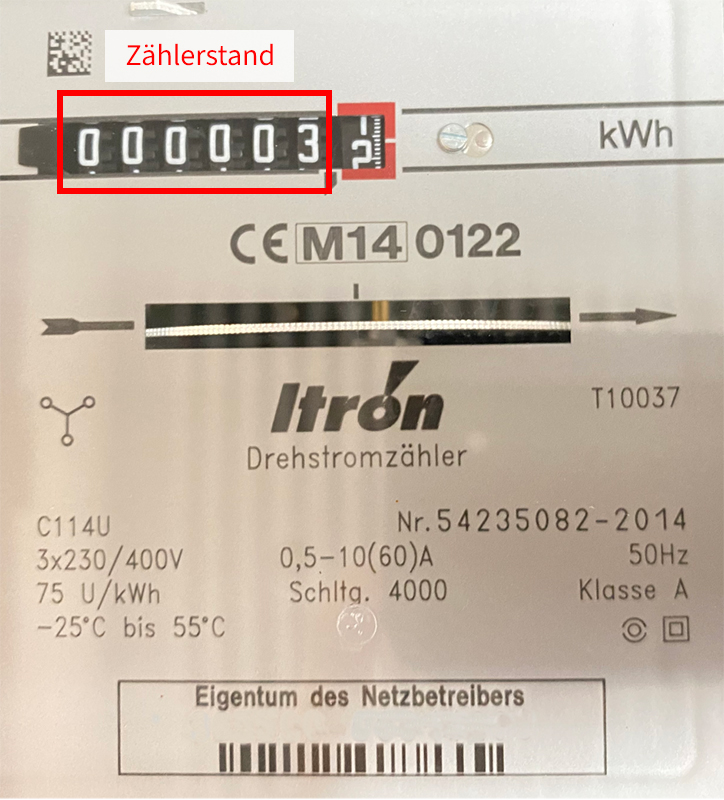 Zählerstand
000003
kWh
CE M14 0122
Itrón
T10037
Drehstromzähler
C114U
Nr.54235082-2014
3x230/400V
0,5-10(60)A
50Hz
75 U/kWh
Schltg. 4000
Klasse A
-25°C bis 55°C
Eigentum des Netzbetreibers